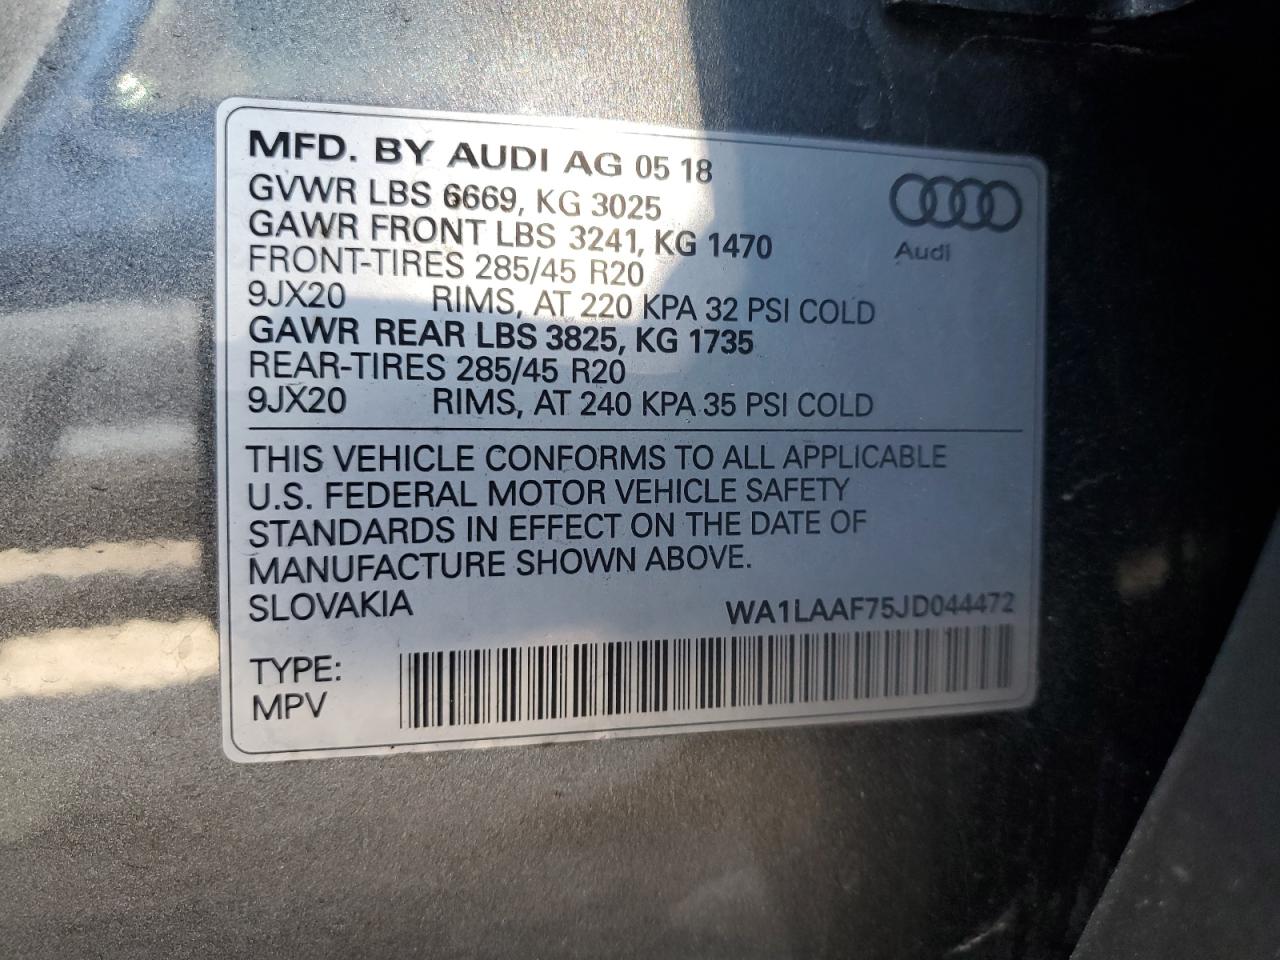 MFD. BY AUDI AG 05 18
GVWR LBS 6669, KG 3025
GAWR FRONT LBS 3241, KG 1470
FRONT-TIRES 285/45 R20
9JX20 RIMS, AT 220 KPA 32 PSI COLD
GAWR REAR LBS 3825, KG 1735
REAR-TIRES 285/45 R20
9JX20 RIMS, AT 240 KPA 35 PSI COLD
Audi
THIS VEHICLE CONFORMS TO ALL APPLICABLE
U.S. FEDERAL MOTOR VEHICLE SAFETY
STANDARDS IN EFFECT ON THE DATE OF
MANUFACTURE SHOWN ABOVE.
SLOVAKIA WA1LAAF75JD044472
TYPE:
MPV